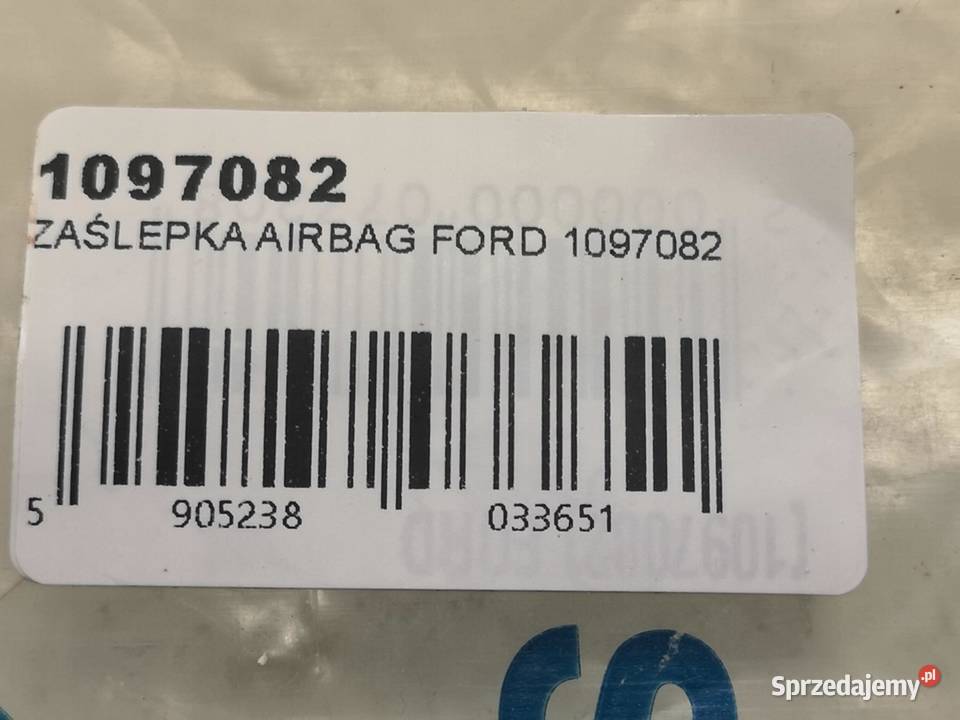 1097082
ZAŚLEPKA AIRBAG FORD 1097082
5 905238 033651
S
Sprzedajemy.pl